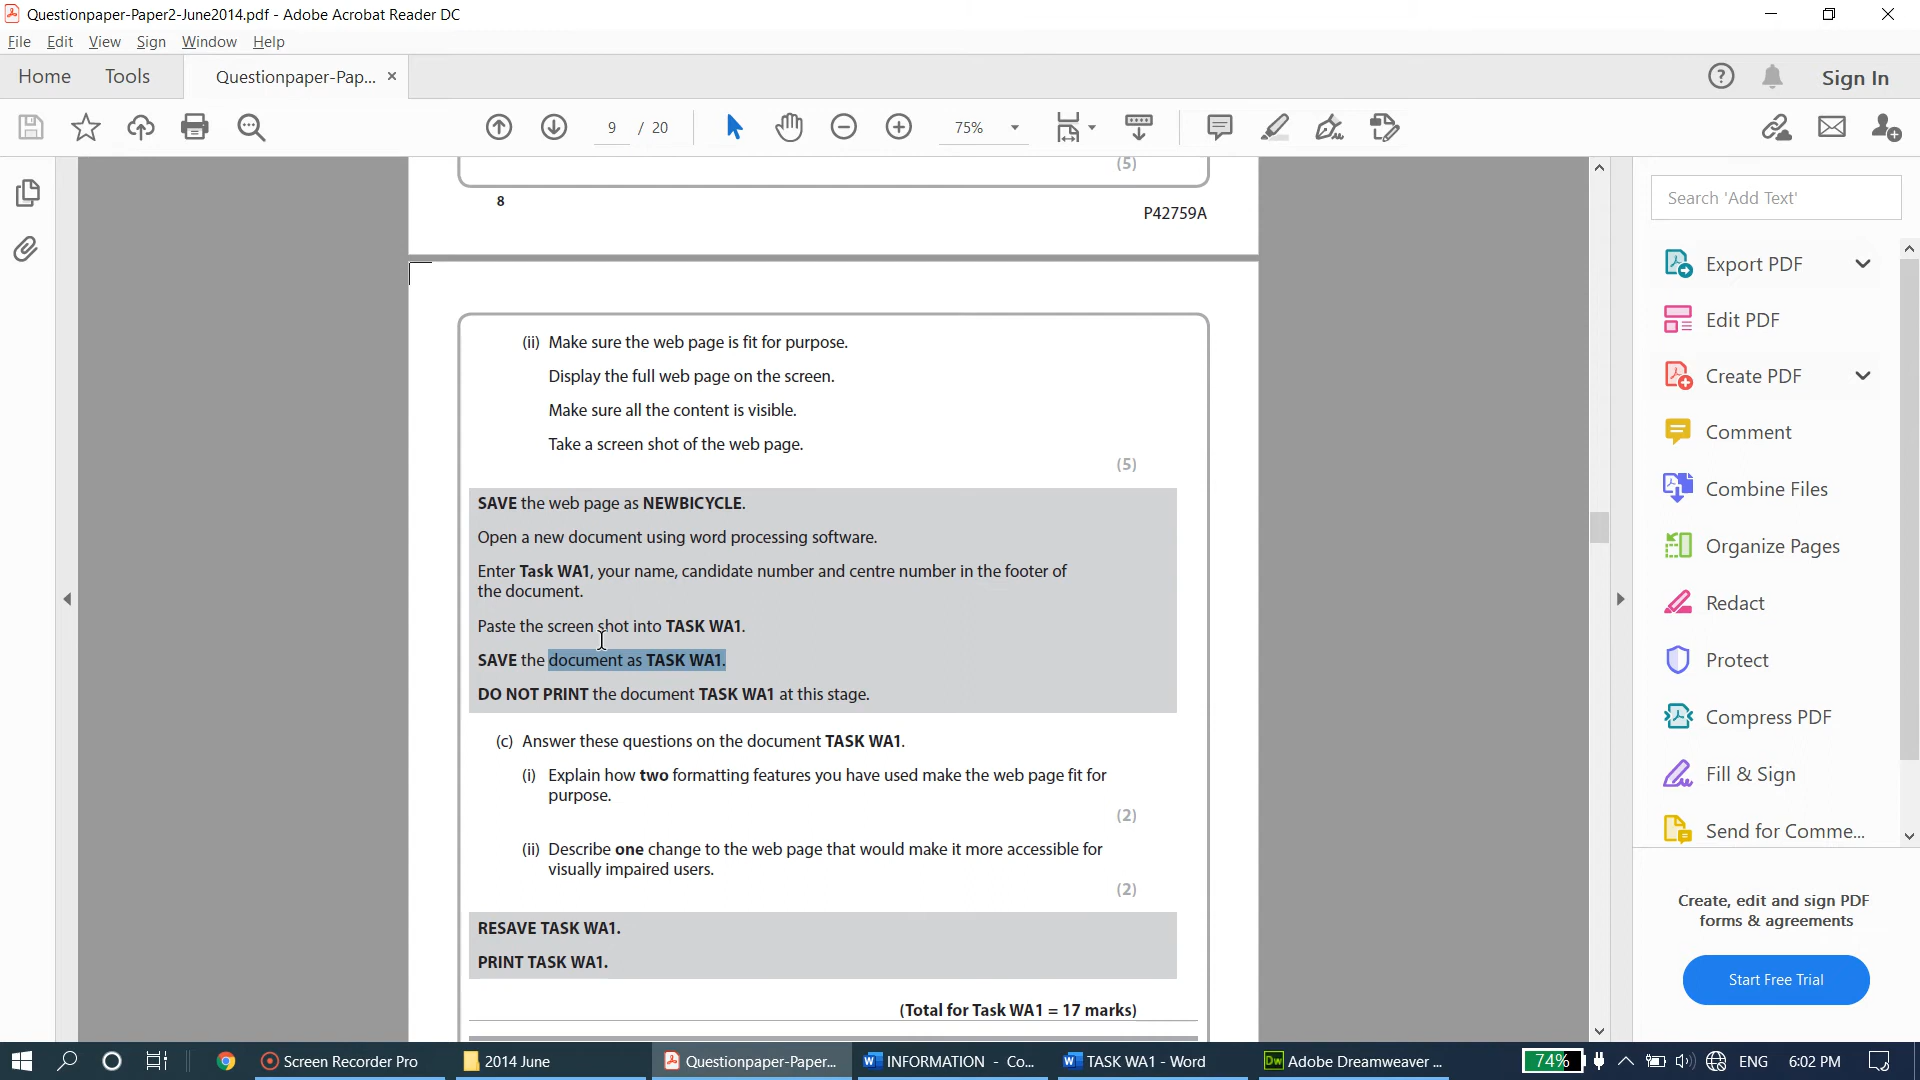 Questionpaper-Paper2-June2014.pdf - Adobe Acrobat Reader DC
File Edit View Sign Window Help
Home Tools Questionpaper-Pap... × Sign In
9 / 20 75%
(5)
8
P42759A
(ii) Make sure the web page is fit for purpose.
Display the full web page on the screen.
Make sure all the content is visible.
Take a screen shot of the web page.
(5)
SAVE the web page as NEWBICYCLE.
Open a new document using word processing software.
Enter Task WA1, your name, candidate number and centre number in the footer of
the document.
Paste the screen shot into TASK WA1.
SAVE the document as TASK WA1.
DO NOT PRINT the document TASK WA1 at this stage.
(c) Answer these questions on the document TASK WA1.
(i) Explain how two formatting features you have used make the web page fit for
purpose.
(2)
(ii) Describe one change to the web page that would make it more accessible for
visually impaired users.
(2)
RESAVE TASK WA1.
PRINT TASK WA1.
(Total for Task WA1 = 17 marks)
Search 'Add Text'
Export PDF
Edit PDF
Create PDF
Comment
Combine Files
Organize Pages
Redact
Protect
Compress PDF
Fill & Sign
Send for Comme...
Create, edit and sign PDF
forms & agreements
Start Free Trial
Screen Recorder Pro 2014 June Questionpaper-Paper... INFORMATION - Co... TASK WA1 - Word Dw Adobe Dreamweaver ... 74% ENG 6:02 PM